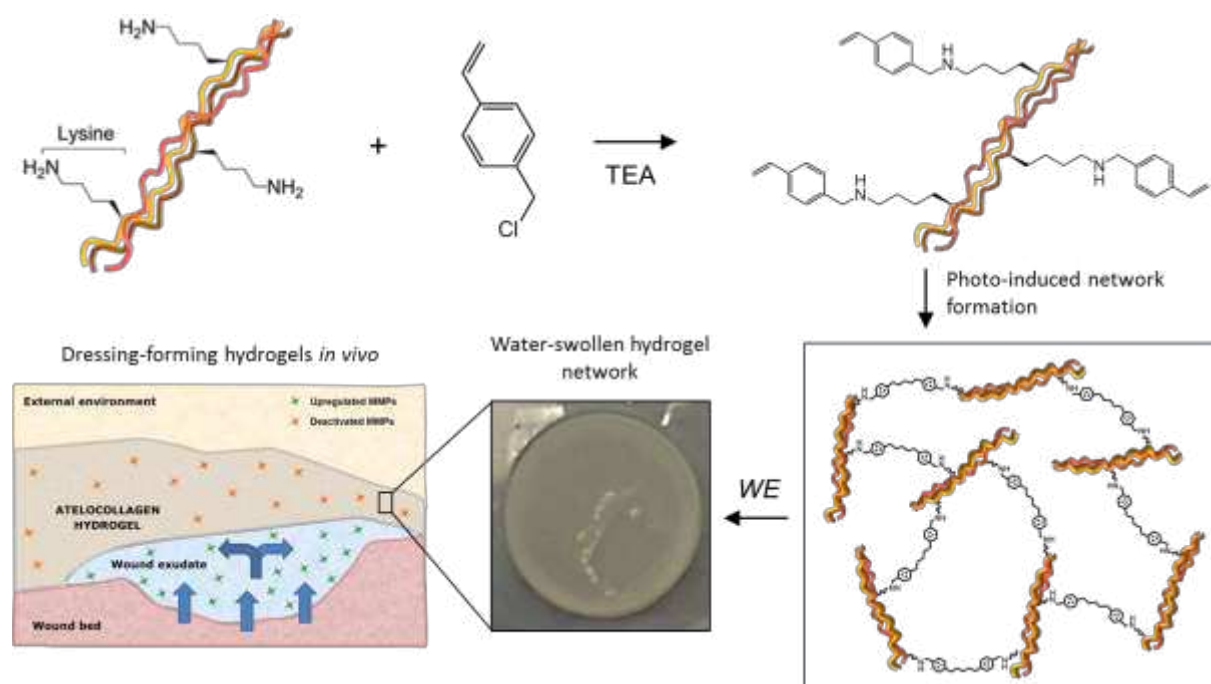 H₂N
Lysine
H₂N
NH₂
+
Cl
TEA
H
N
N
H
N
H
Photo-induced network
formation
Dressing-forming hydrogels in vivo
Water-swollen hydrogel
network
External environment
Upregulated MMPs
Deactivated MMPs
ATELOCOLLAGEN
HYDROGEL
Wound exudate
Wound bed
WE